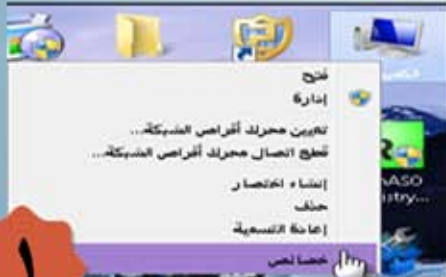 فتح
إدارة
تعيين محرك أقراص الشبكة...
قطع اتصال محرك أقراص الشبكة...
إنشاء اختصار
حذف
إعادة التسمية
خصائص
١